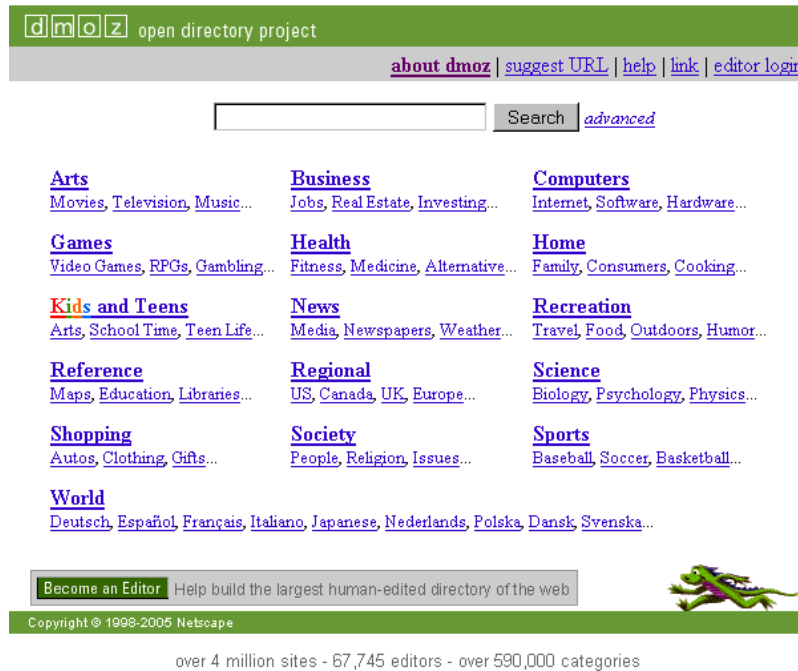 dmoz open directory project
about dmoz | suggest URL | help | link | editor login
Search advanced
Arts Business Computers
Movies, Television, Music... Jobs, Real Estate, Investing... Internet, Software, Hardware...
Games Health Home
Video Games, RPGs, Gambling... Fitness, Medicine, Alternative... Family, Consumers, Cooking...
Kids and Teens News Recreation
Arts, School Time, Teen Life... Media, Newspapers, Weather... Travel, Food, Outdoors, Humor...
Reference Regional Science
Maps, Education, Libraries... US, Canada, UK, Europe... Biology, Psychology, Physics...
Shopping Society Sports
Autos, Clothing, Gifts... People, Religion, Issues... Baseball, Soccer, Basketball...
World
Deutsch, Español, Français, Italiano, Japanese, Nederlands, Polska, Dansk, Svenska...
Become an Editor Help build the largest human-edited directory of the web
Copyright © 1998-2005 Netscape
over 4 million sites - 67,745 editors - over 590,000 categories